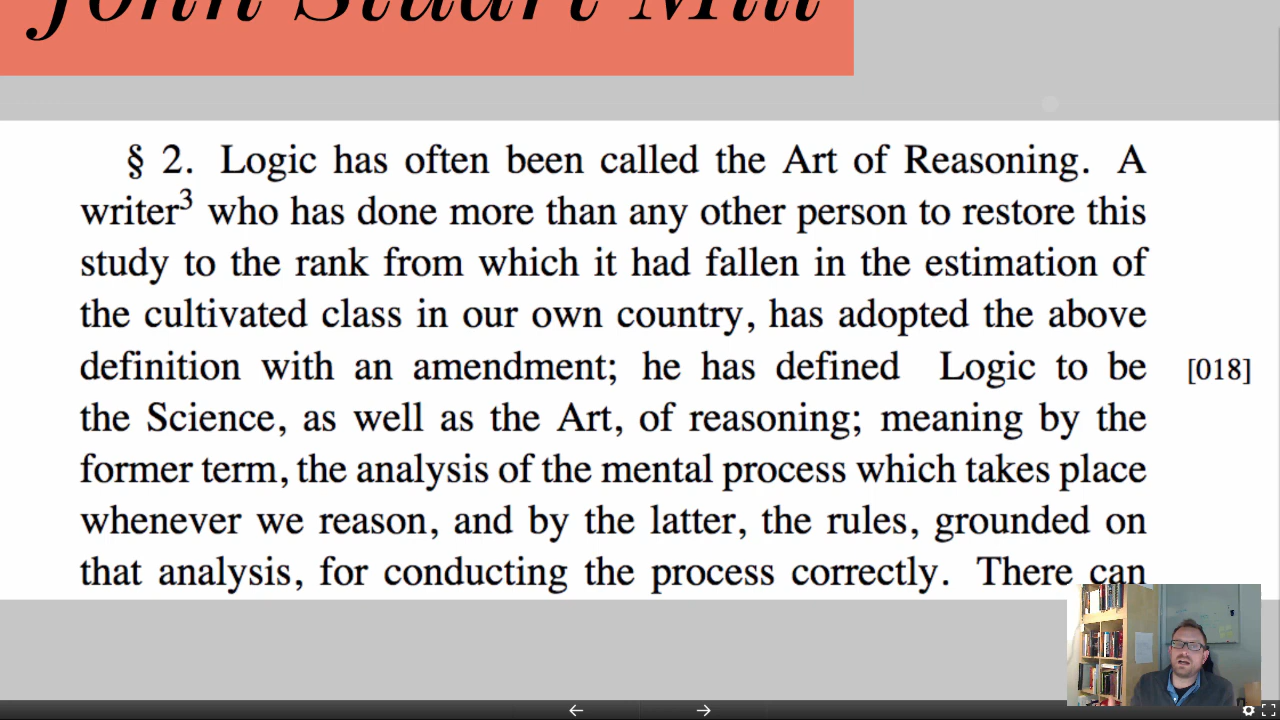 John Stuart Mill
§ 2. Logic has often been called the Art of Reasoning. A
writer3 who has done more than any other person to restore this
study to the rank from which it had fallen in the estimation of
the cultivated class in our own country, has adopted the above
definition with an amendment; he has defined Logic to be [018]
the Science, as well as the Art, of reasoning; meaning by the
former term, the analysis of the mental process which takes place
whenever we reason, and by the latter, the rules, grounded on
that analysis, for conducting the process correctly. There can